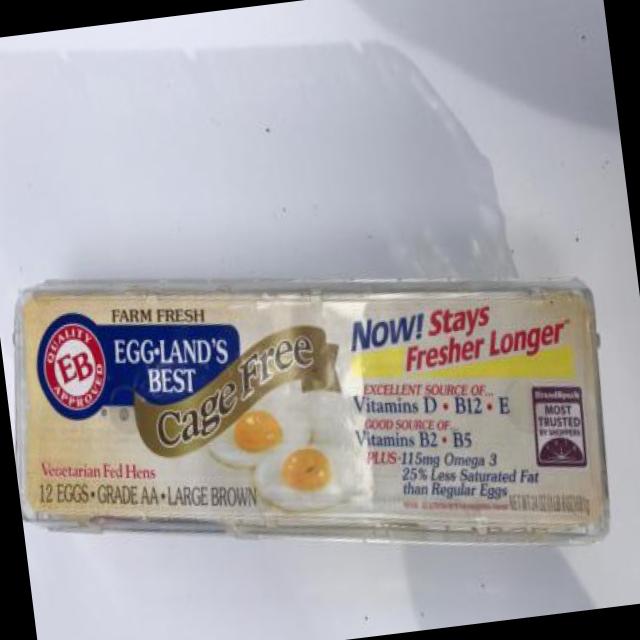 FARM FRESH
QUALITY
EB
APPROVED
EGG•LAND'S
BEST
Cage Free
Vegetarian Fed Hens
12 EGGS • GRADE AA • LARGE BROWN
NOW! Stays
Fresher Longer
EXCELLENT SOURCE OF...
Vitamins D • B12 • E
GOOD SOURCE OF...
Vitamins B2 • B5
PLUS•115mg Omega 3
25% Less Saturated Fat
than Regular Eggs
BrandSpark
MOST
TRUSTED
BY SHOPPERS